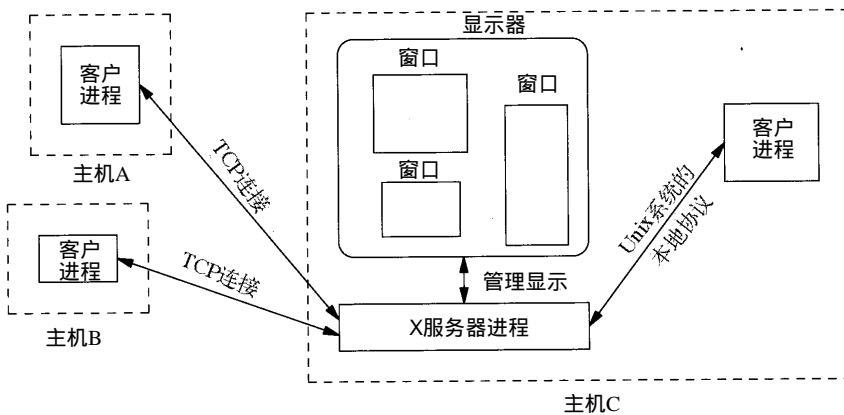 显示器
窗口
窗口
窗口
客户
进程
主机A
客户
进程
主机B
TCP连接
TCP连接
管理显示
X服务器进程
Unix系统的
本地协议
客户
进程
主机C